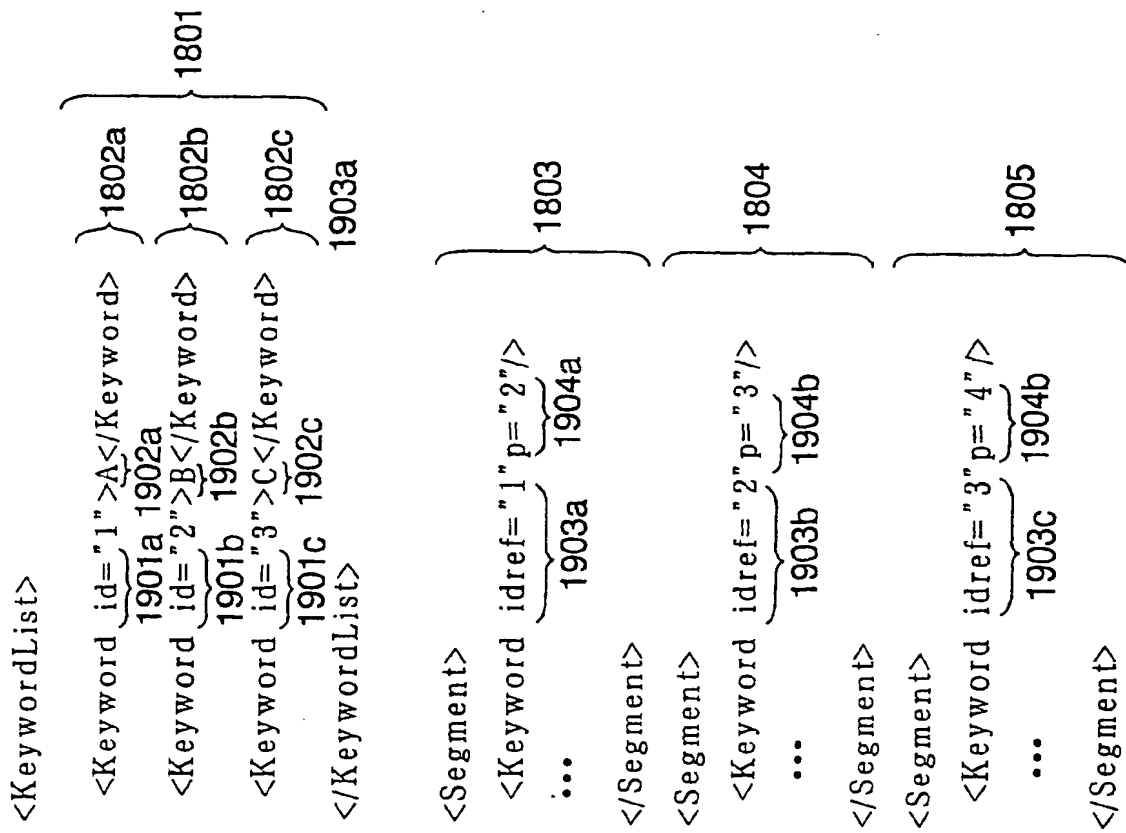 <KeywordList>
<Keyword id="1">A</Keyword> 1802a
1901a 1902a
<Keyword id="2">B</Keyword> 1802b 1801
1901b 1902b
<Keyword id="3">C</Keyword> 1802c
1901c 1902c
</KeywordList> 1903a
<Segment>
<Keyword idref="1"p="2"/>
1903a 1904a
••• 1803
</Segment>
<Segment>
<Keyword idref="2"p="3"/> 1804
1903b 1904b
•••
</Segment>
<Segment>
<Keyword idref="3"p="4"/>
1903c 1904b
••• 1805
</Segment>